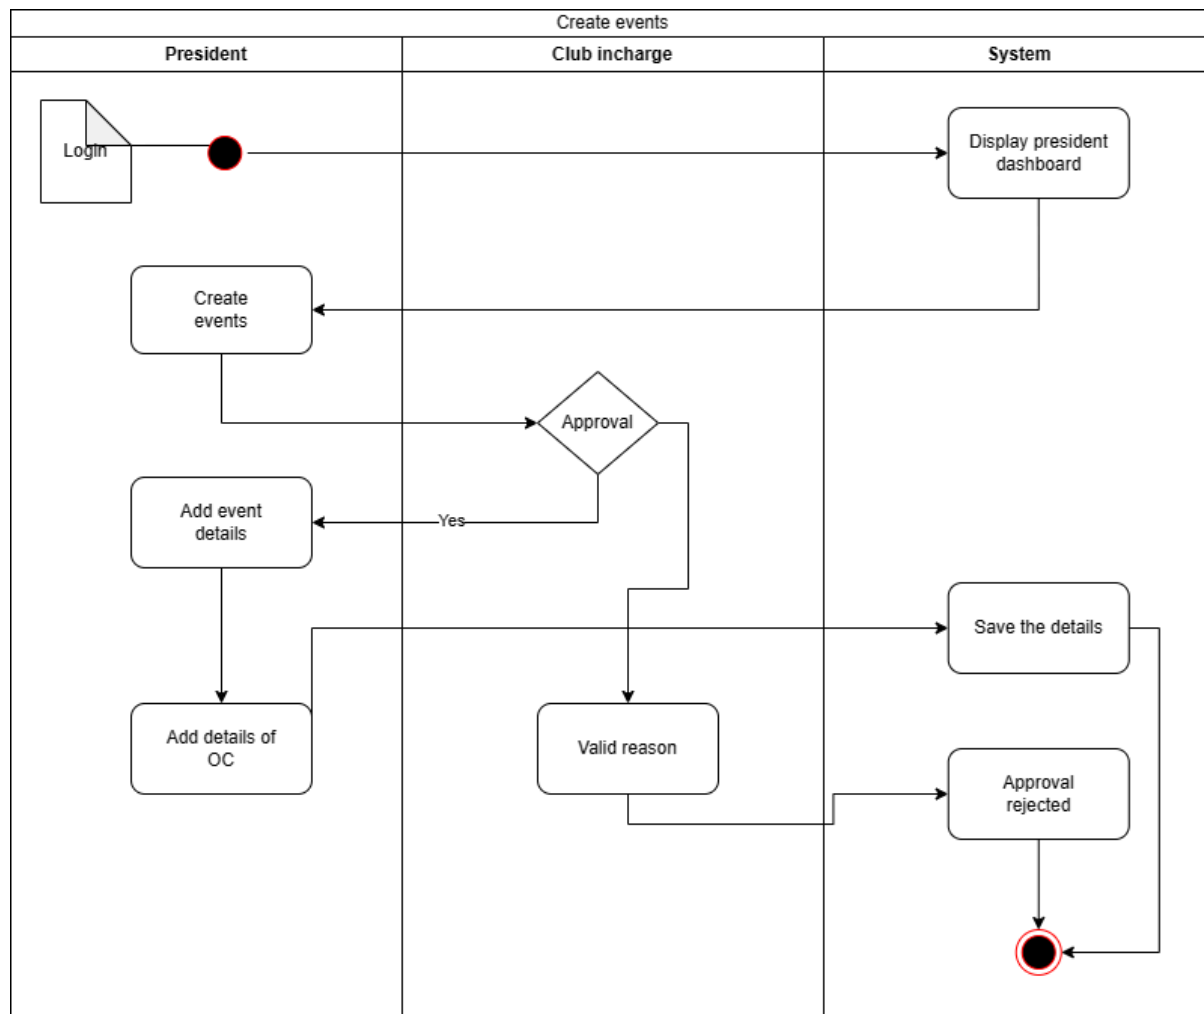 Create events
President
Club incharge
System
Login
Display president
dashboard
Create
events
Approval
Add event
details
Yes
Save the details
Add details of
OC
Valid reason
Approval
rejected